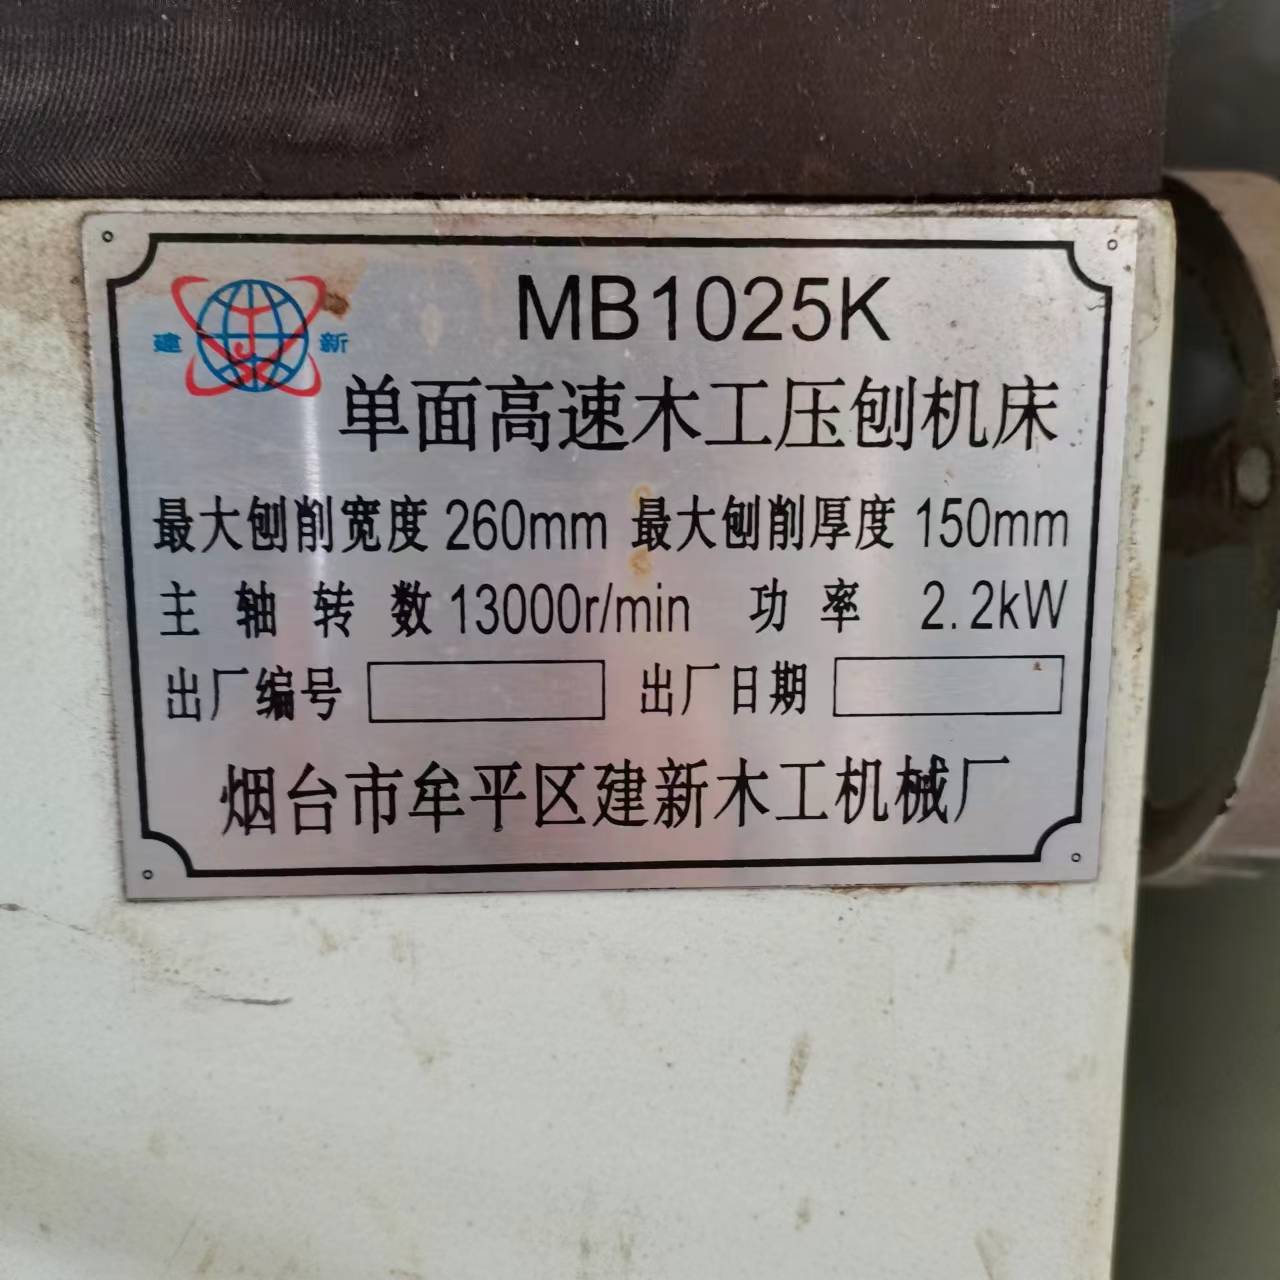 MB1025K
建 新
单面高速木工压刨机床
最大刨削宽度 260mm 最大刨削厚度 150mm
主轴转数 13000r/min 功率 2.2kW
出厂编号 出厂日期
烟台市牟平区建新木工机械厂